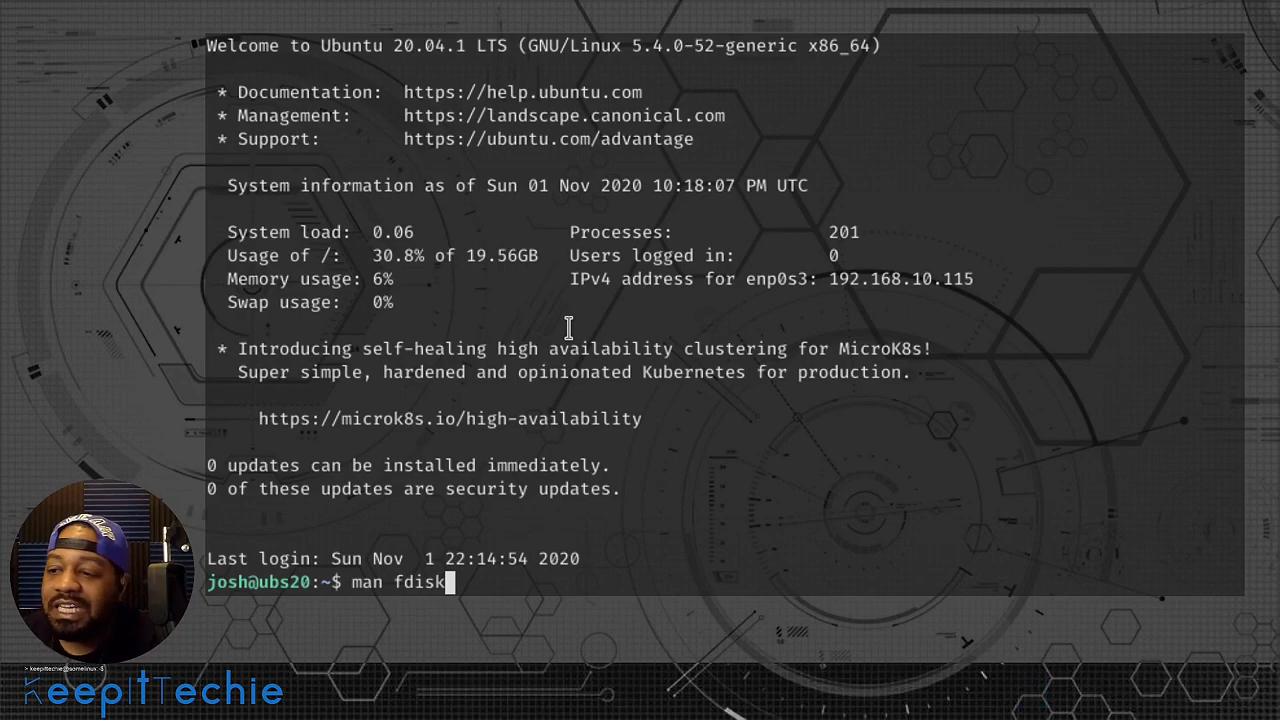 Welcome to Ubuntu 20.04.1 LTS (GNU/Linux 5.4.0-52-generic x86_64)
* Documentation: https://help.ubuntu.com
* Management: https://landscape.canonical.com
* Support: https://ubuntu.com/advantage
System information as of Sun 01 Nov 2020 10:18:07 PM UTC
System load: 0.06 Processes: 201
Usage of /: 30.8% of 19.56GB Users logged in: 0
Memory usage: 6% IPv4 address for enp0s3: 192.168.10.115
Swap usage: 0%
* Introducing self-healing high availability clustering for MicroK8s!
Super simple, hardened and opinionated Kubernetes for production.
https://microk8s.io/high-availability
0 updates can be installed immediately.
0 of these updates are security updates.
Last login: Sun Nov 1 22:14:54 2020
josh@ubs20:~$ man fdisk
> keepittechie@somelinux:~$
KeepItTechie